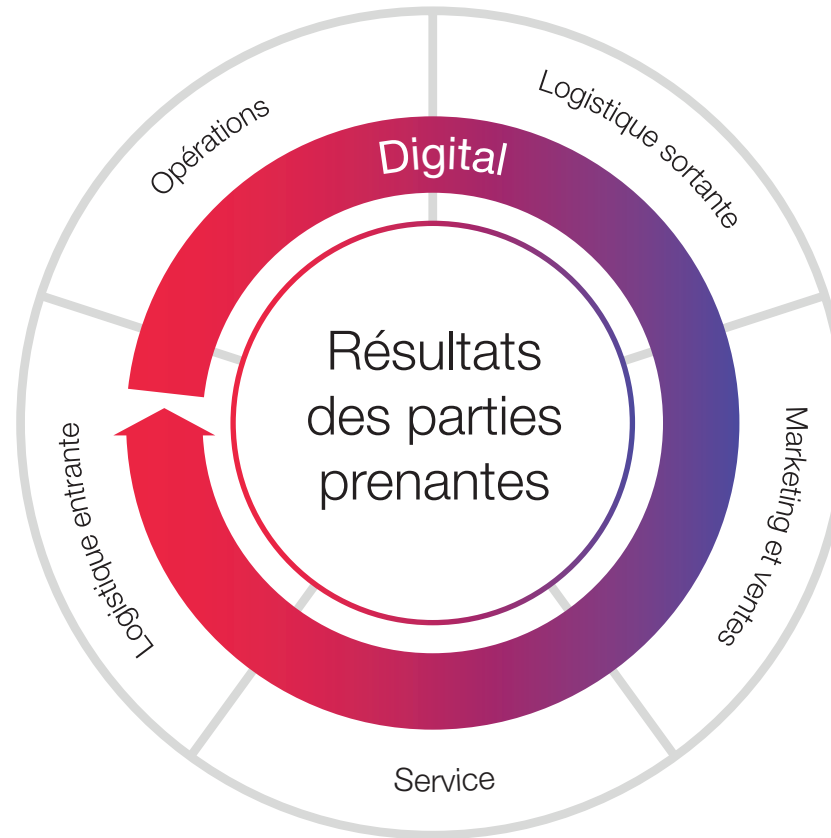 Opérations
Logistique sortante
Digital
Résultats
des parties
prenantes
Logistique entrante
Marketing et ventes
Service